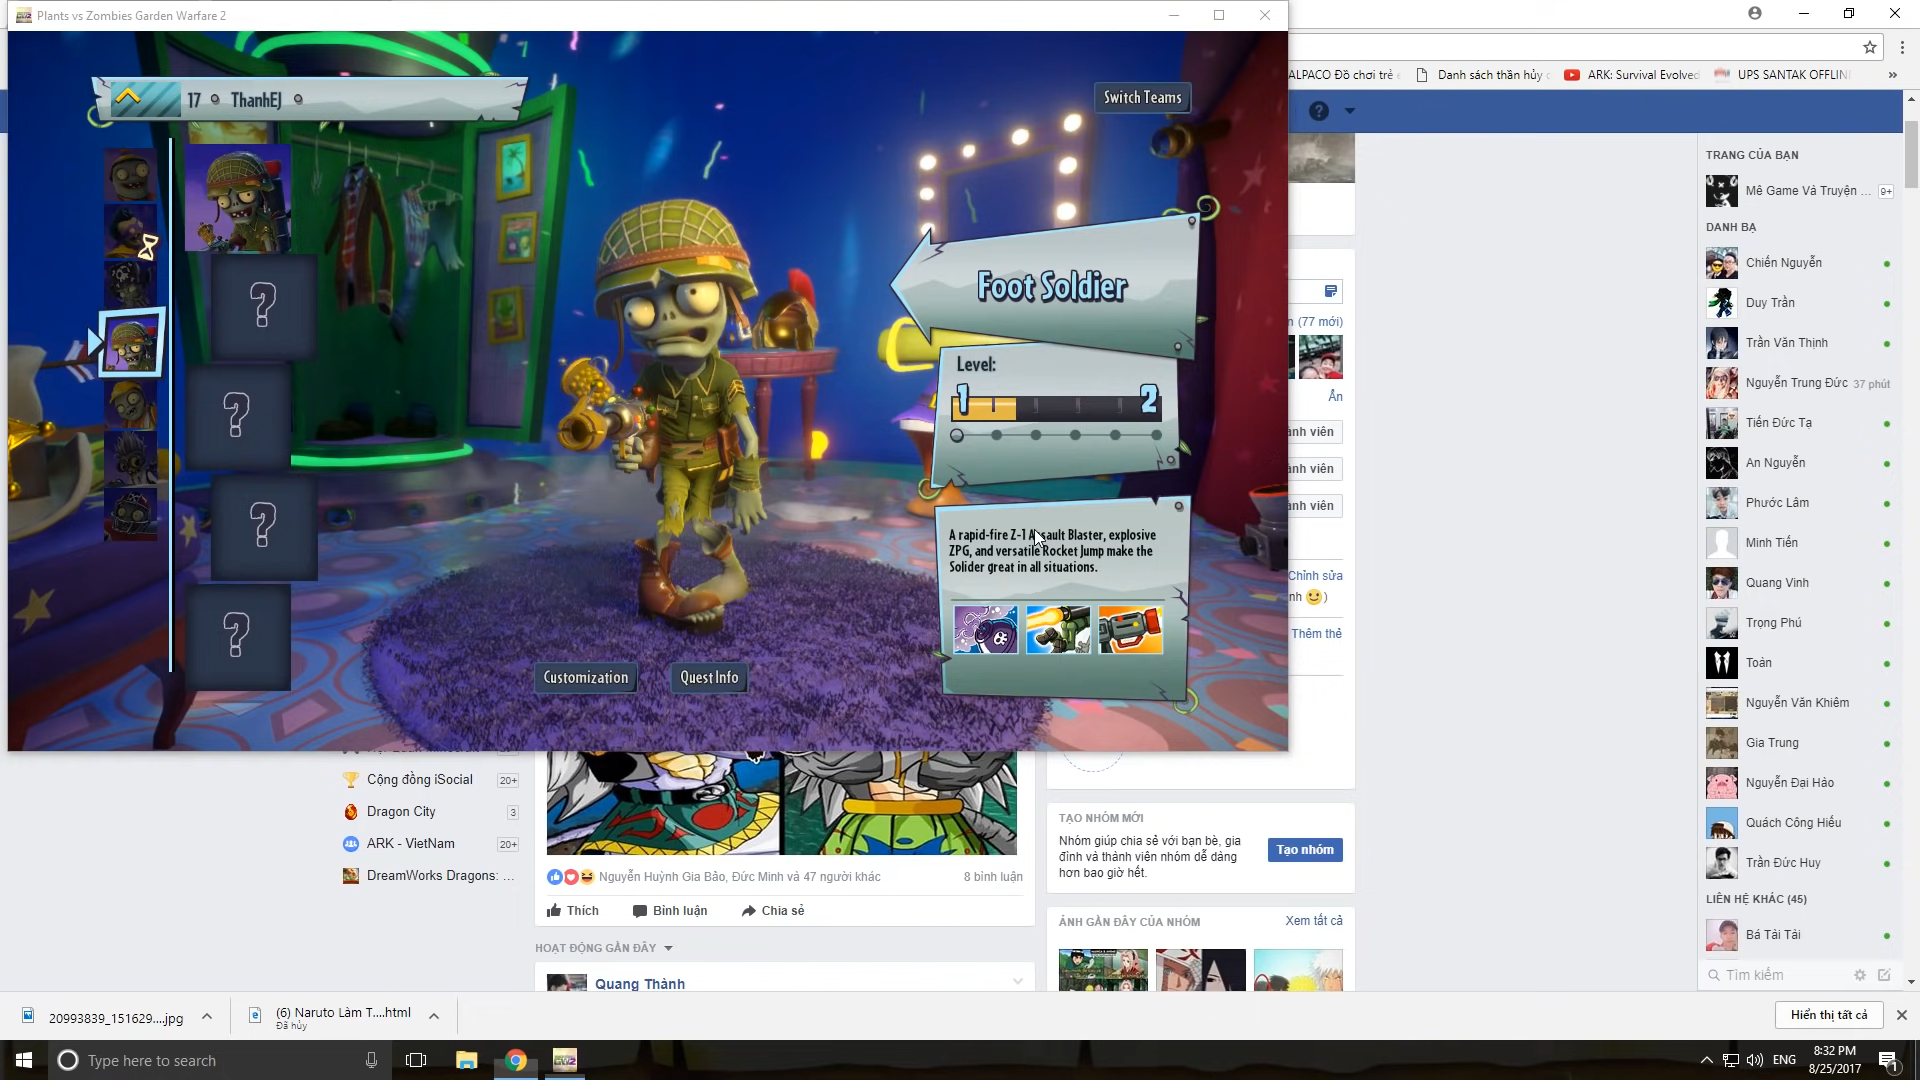 Plants vs Zombies Garden Warfare 2
17
ThanhEJ
Switch Teams
Foot Soldier
Level:
1
2
A rapid-fire Z-1 Assault Blaster, explosive
ZPG, and versatile Rocket Jump make the
Solider great in all situations.
Customization
Quest Info
ALPACO Đồ chơi trẻ
Danh sách thần hủy
ARK: Survival Evolved
UPS SANTAK OFFLIN
(77 mới)
Ẩn
ành viên
ành viên
ành viên
Chỉnh sửa
Thêm thẻ
Cộng đồng iSocial
20+
Dragon City
3
ARK - VietNam
20+
DreamWorks Dragons: ...
Nguyễn Huỳnh Gia Bảo, Đức Minh và 47 người khác
8 bình luận
Thích
Bình luận
Chia sẻ
HOẠT ĐỘNG GẦN ĐÂY
Quang Thành
TẠO NHÓM MỚI
Nhóm giúp chia sẻ với bạn bè, gia
đình và thành viên nhóm dễ dàng
hơn bao giờ hết.
Tạo nhóm
ẢNH GẦN ĐÂY CỦA NHÓM
Xem tất cả
TRANG CỦA BẠN
Mê Game Và Truyện ...
9+
DANH BẠ
Chiến Nguyễn
Duy Trần
Trần Văn Thịnh
Nguyễn Trung Đức
37 phút
Tiến Đức Tạ
An Nguyễn
Phước Lâm
Minh Tiến
Quang Vinh
Trọng Phú
Toản
Nguyễn Văn Khiêm
Gia Trung
Nguyễn Đại Hảo
Quách Công Hiếu
Trần Đức Huy
LIÊN HỆ KHÁC (45)
Bá Tài Tài
Tìm kiếm
20993839_151629....jpg
(6) Naruto Làm T....html
Đã hủy
Hiển thị tất cả
Type here to search
ENG
8:32 PM
8/25/2017
1